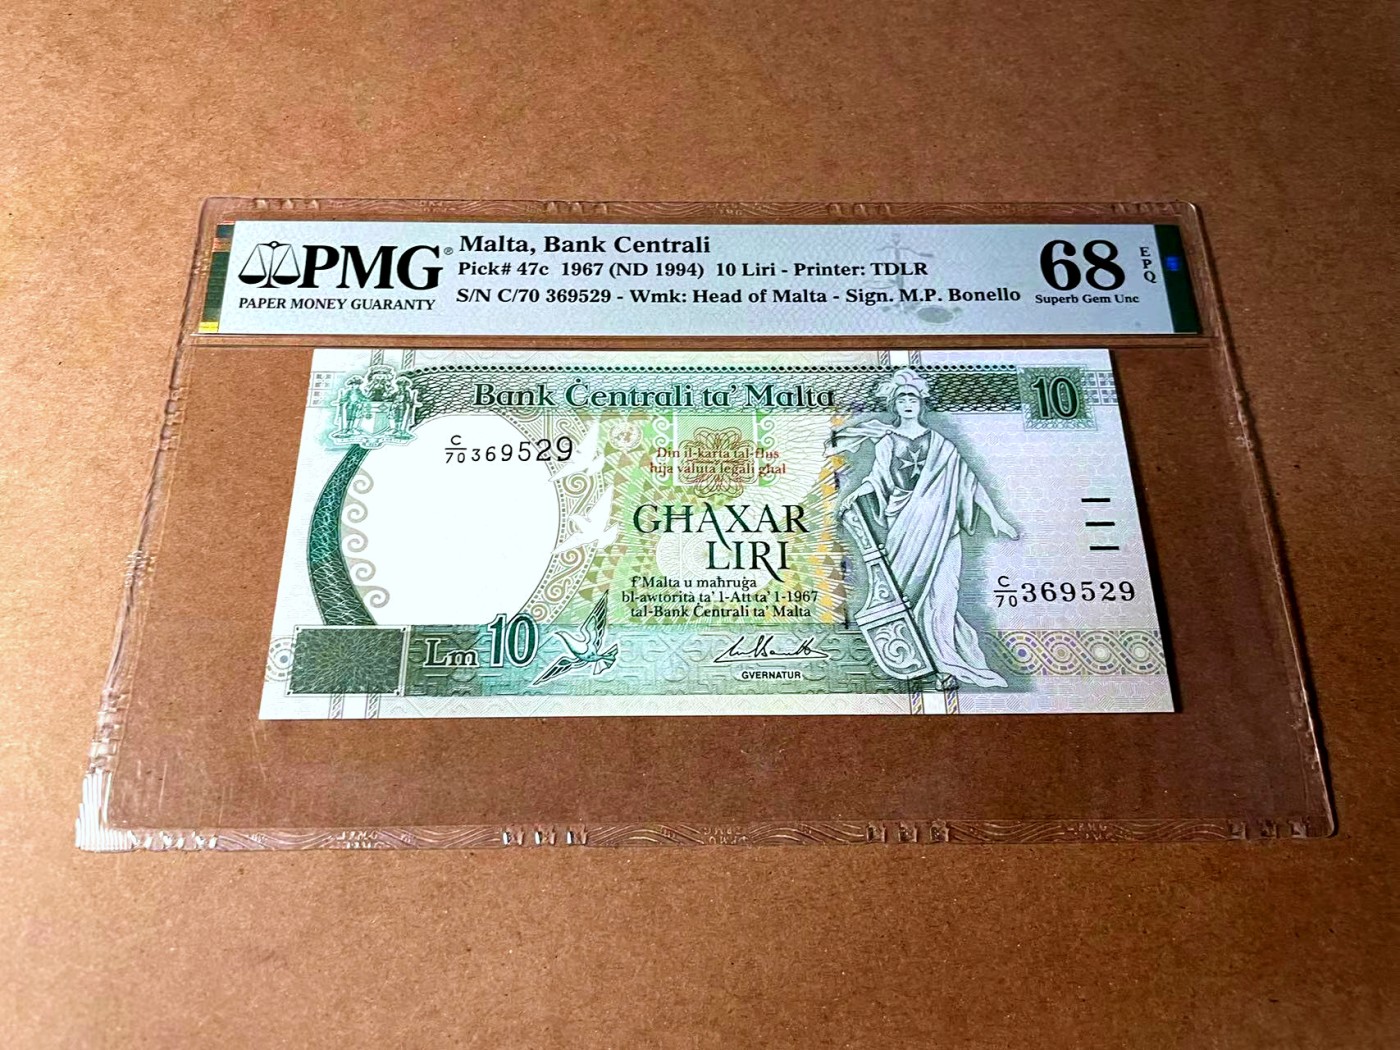 PMG®
PAPER MONEY GUARANTY
Malta, Bank Centrali
Pick# 47c 1967 (ND 1994) 10 Liri - Printer: TDLR
S/N C/70 369529 - Wmk: Head of Malta - Sign. M.P. Bonello
68
Superb Gem Unc
EPQ
Bank Ċentrali ta' Malta
10
C/70 369529
Din il-karta tal-flus
hija valuta legali għal
GĦAXAR
LIRI
f'Malta u maħruġa
bl-awtorità ta' l-Att ta' l-1967
tal-Bank Ċentrali ta' Malta
C/70 369529
Lm 10
GVERNATUR